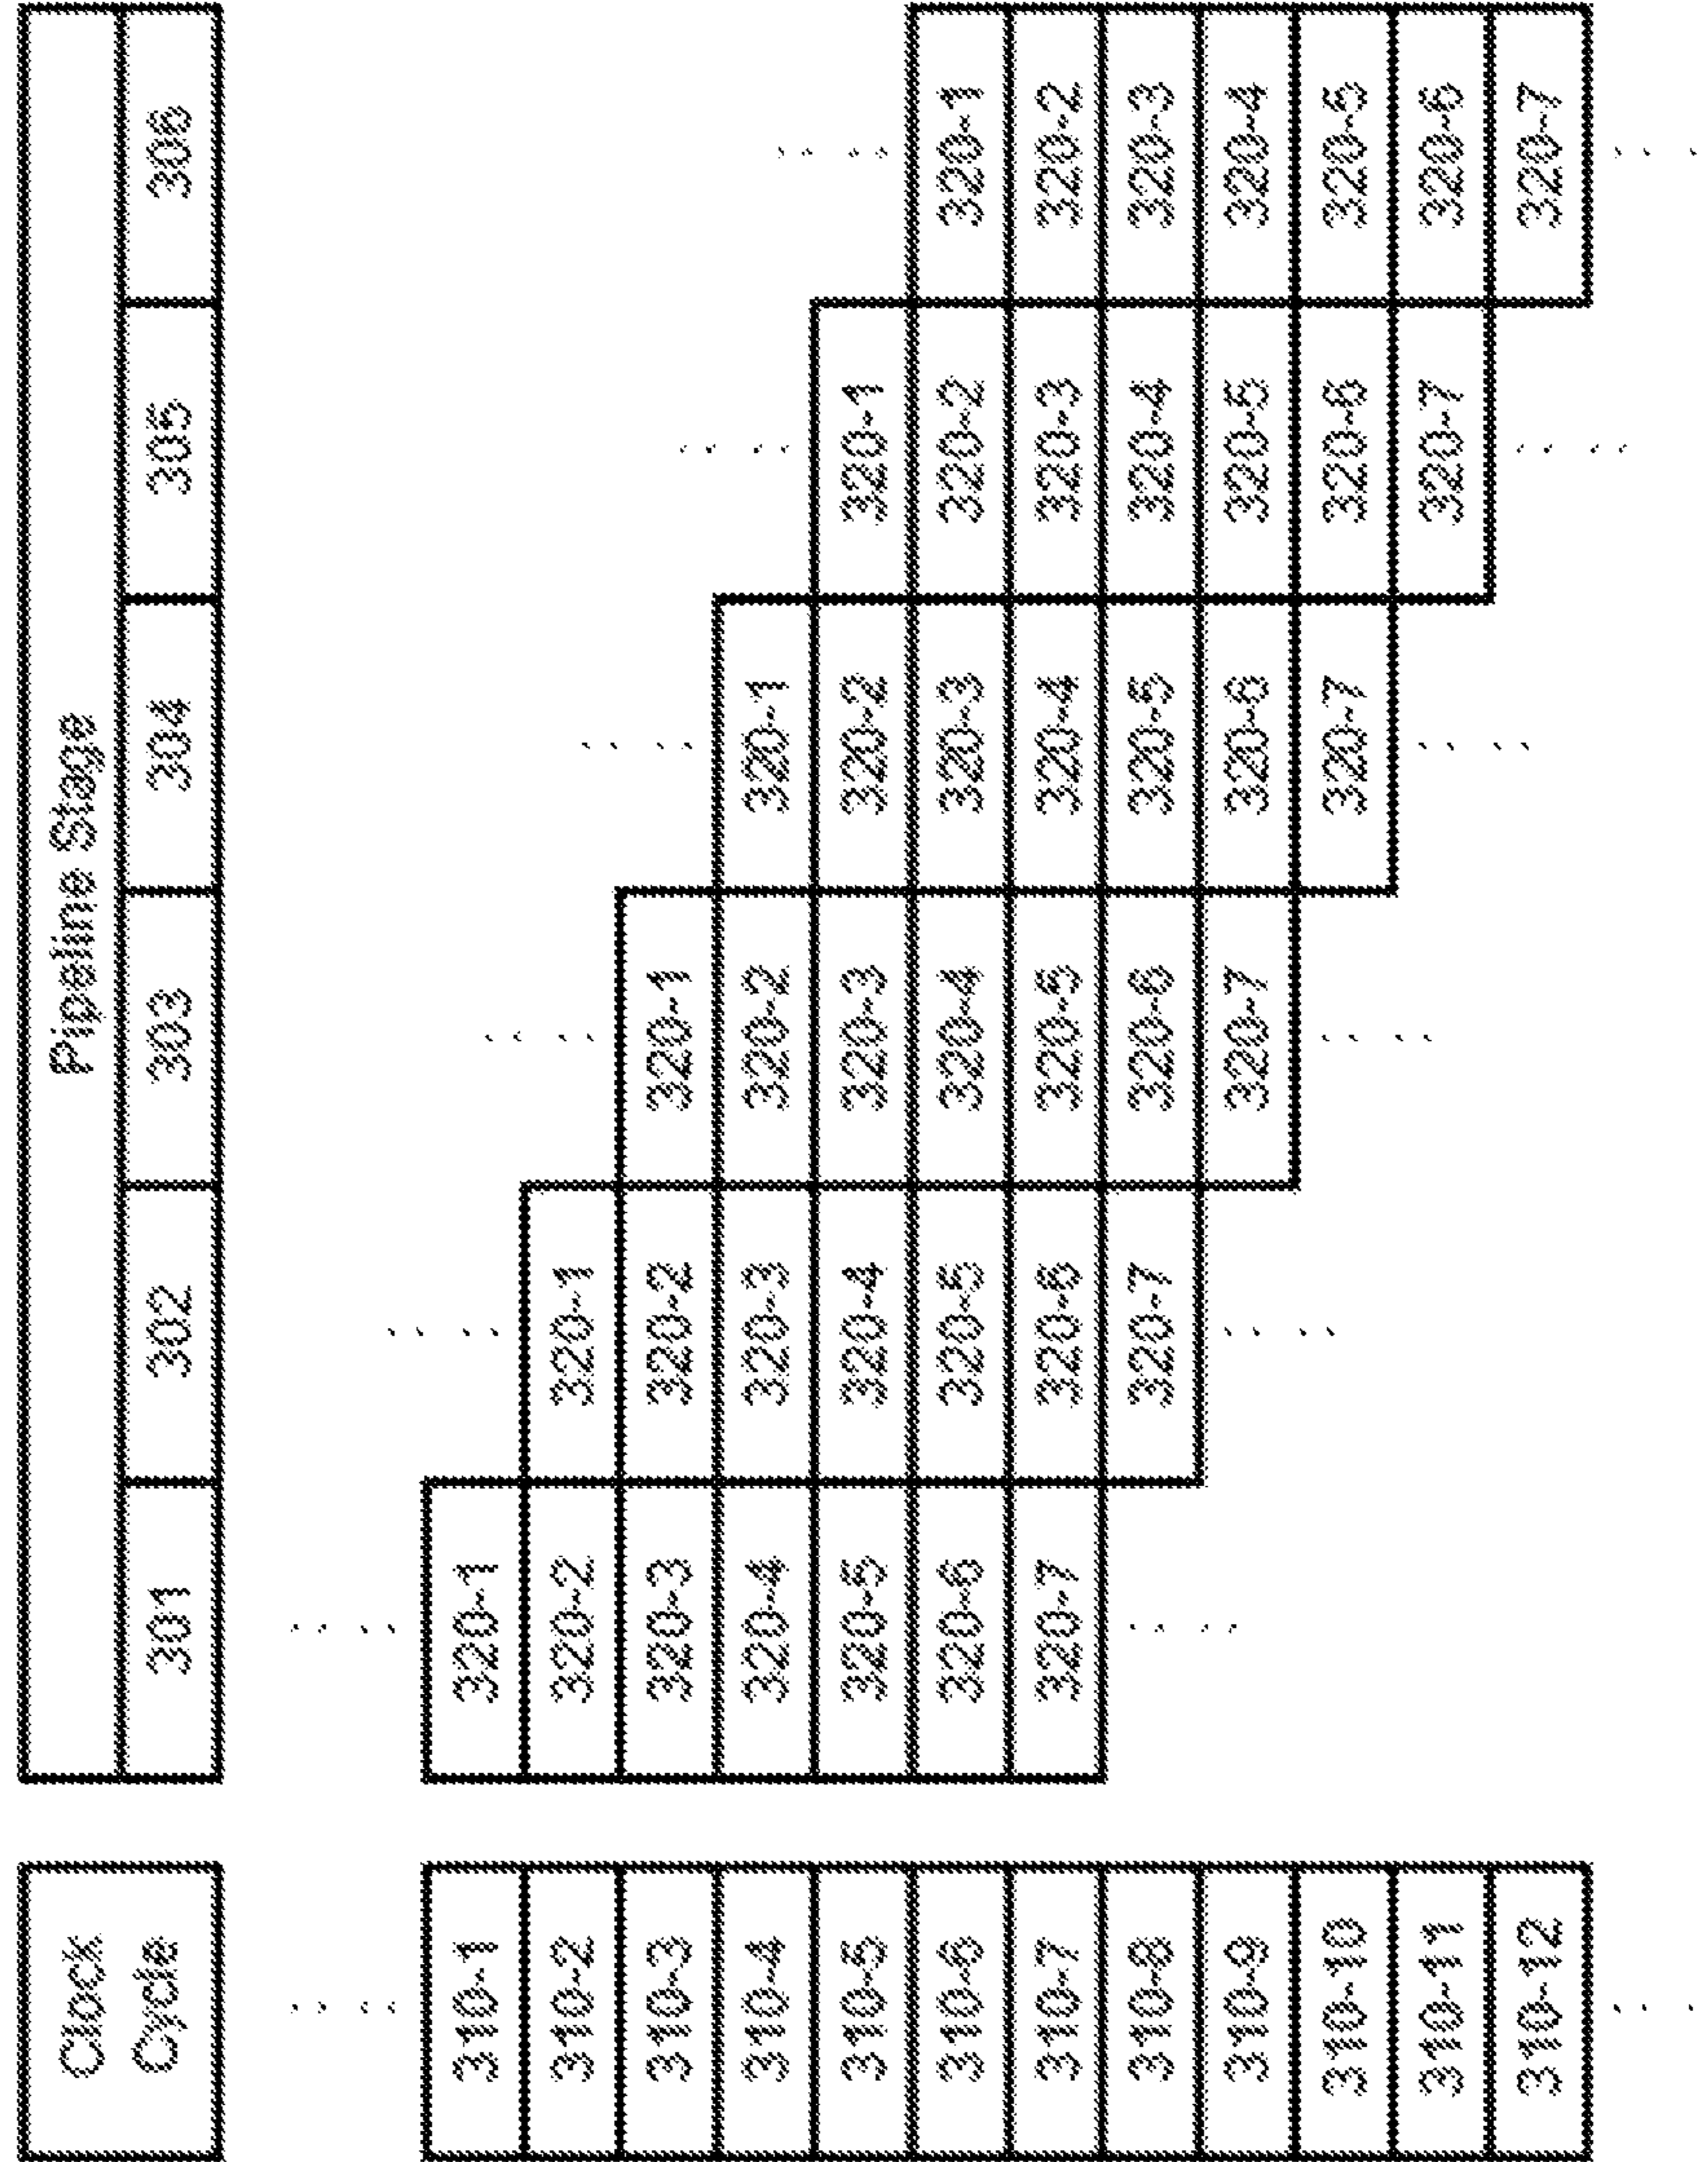 Clock Cycle Pipeline Stage
301 302 303 304 305 306
310-1 320-1
310-2 320-2 320-1
310-3 320-3 320-2 320-1
310-4 320-4 320-3 320-2 320-1
310-5 320-5 320-4 320-3 320-2 320-1
310-6 320-6 320-5 320-4 320-3 320-2 320-1
310-7 320-7 320-6 320-5 320-4 320-3 320-2
310-8 320-7 320-6 320-5 320-4 320-3
310-9 320-7 320-6 320-5 320-4
310-10 320-7 320-6 320-5
310-11 320-7 320-6
310-12 320-7